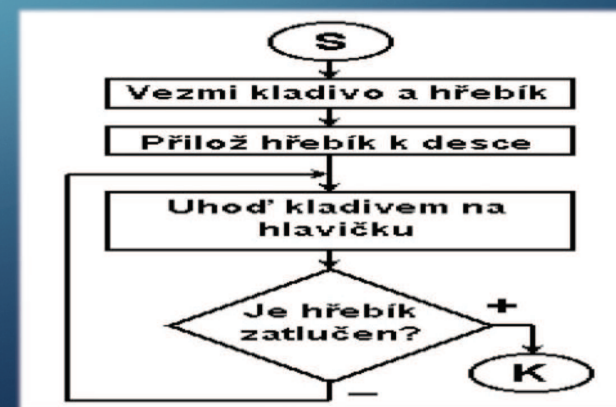 S
Vezmi kladivo a hřebík
Přilož hřebík k desce
Uhoď kladivem na
hlavičku
Je hřebík
zatlučen?
+
K
−